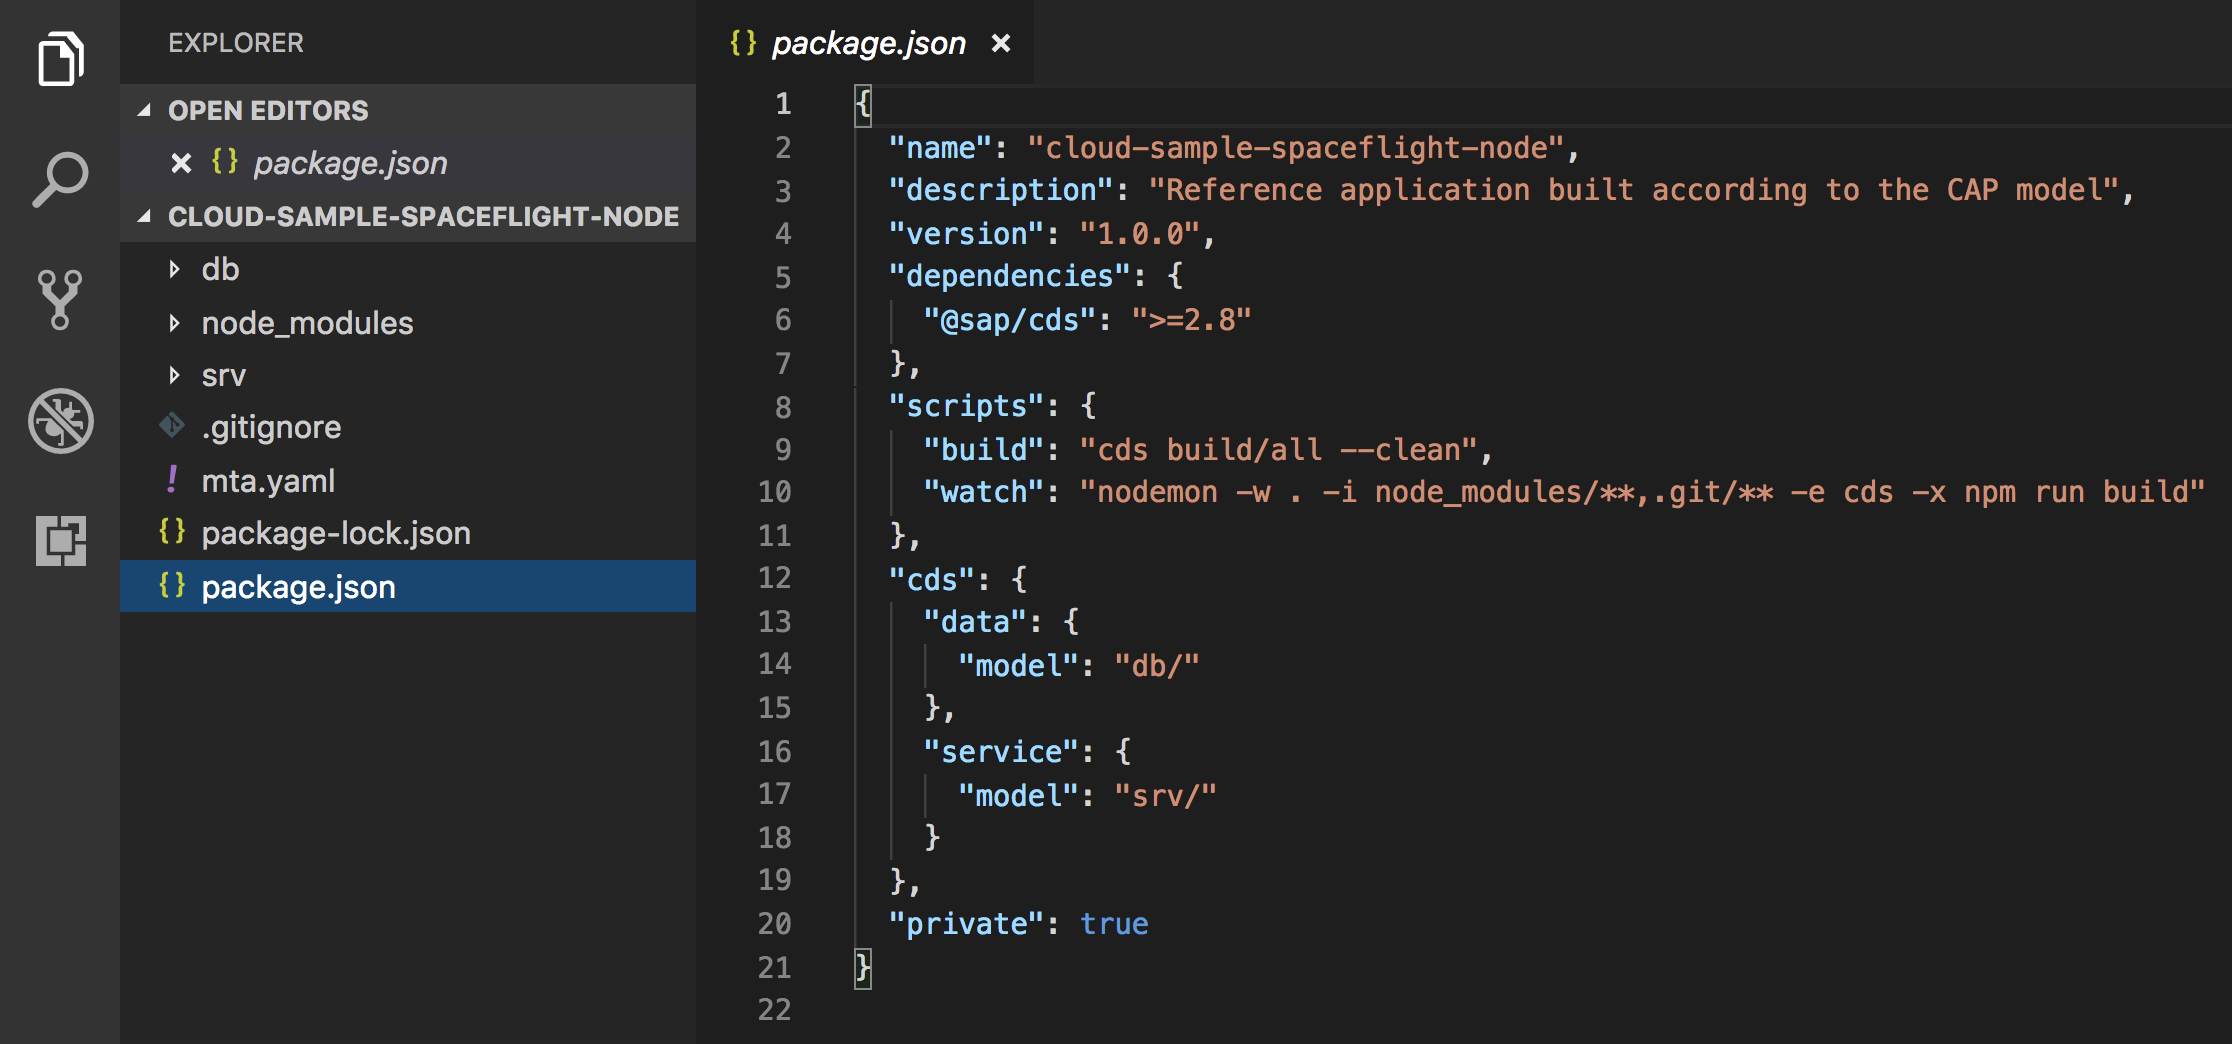 EXPLORER
OPEN EDITORS
{} package.json
CLOUD-SAMPLE-SPACEFLIGHT-NODE
db
node_modules
srv
.gitignore
! mta.yaml
{} package-lock.json
{} package.json
{} package.json
1 {
2 "name": "cloud-sample-spaceflight-node",
3 "description": "Reference application built according to the CAP model",
4 "version": "1.0.0",
5 "dependencies": {
6 "@sap/cds": ">=2.8"
7 },
8 "scripts": {
9 "build": "cds build/all --clean",
10 "watch": "nodemon -w . -i node_modules/**,.git/** -e cds -x npm run build"
11 },
12 "cds": {
13 "data": {
14 "model": "db/"
15 },
16 "service": {
17 "model": "srv/"
18 }
19 },
20 "private": true
21 }
22